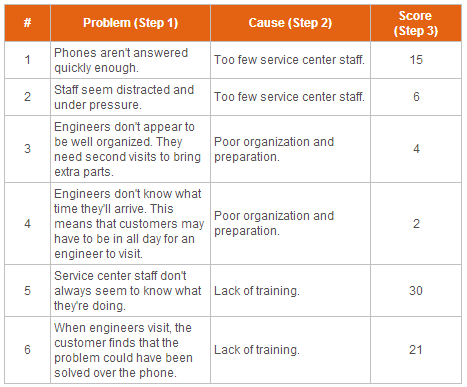 # Problem (Step 1) Cause (Step 2) Score
(Step 3)
1 Phones aren't answered
quickly enough. Too few service center staff. 15
2 Staff seem distracted and
under pressure. Too few service center staff. 6
3 Engineers don't appear to
be well organized. They
need second visits to bring
extra parts. Poor organization and
preparation. 4
4 Engineers don't know what
time they'll arrive. This
means that customers may
have to be in all day for an
engineer to visit. Poor organization and
preparation. 2
5 Service center staff don't
always seem to know what
they're doing. Lack of training. 30
6 When engineers visit, the
customer finds that the
problem could have been
solved over the phone. Lack of training. 21